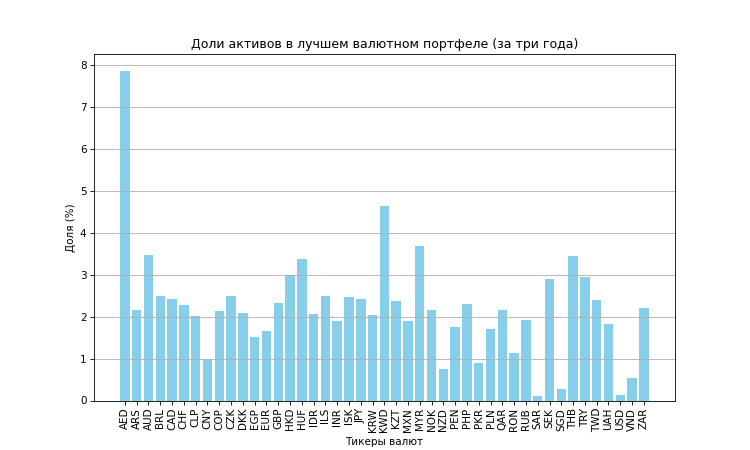 Доли активов в лучшем валютном портфеле (за три года)
Доля (%)
8
7
6
5
4
3
2
1
0
AED ARS AUD BRL CAD CHF CLP CNY COP CZK DKK EGP EUR GBP HKD HUF IDR ILS INR ISK JPY KRW KWD KZT MXN MYR NOK NZD PEN PHP PKR PLN QAR RON RUB SAR SEK SGD THB TRY TWD UAH USD VND ZAR
Тикеры валют